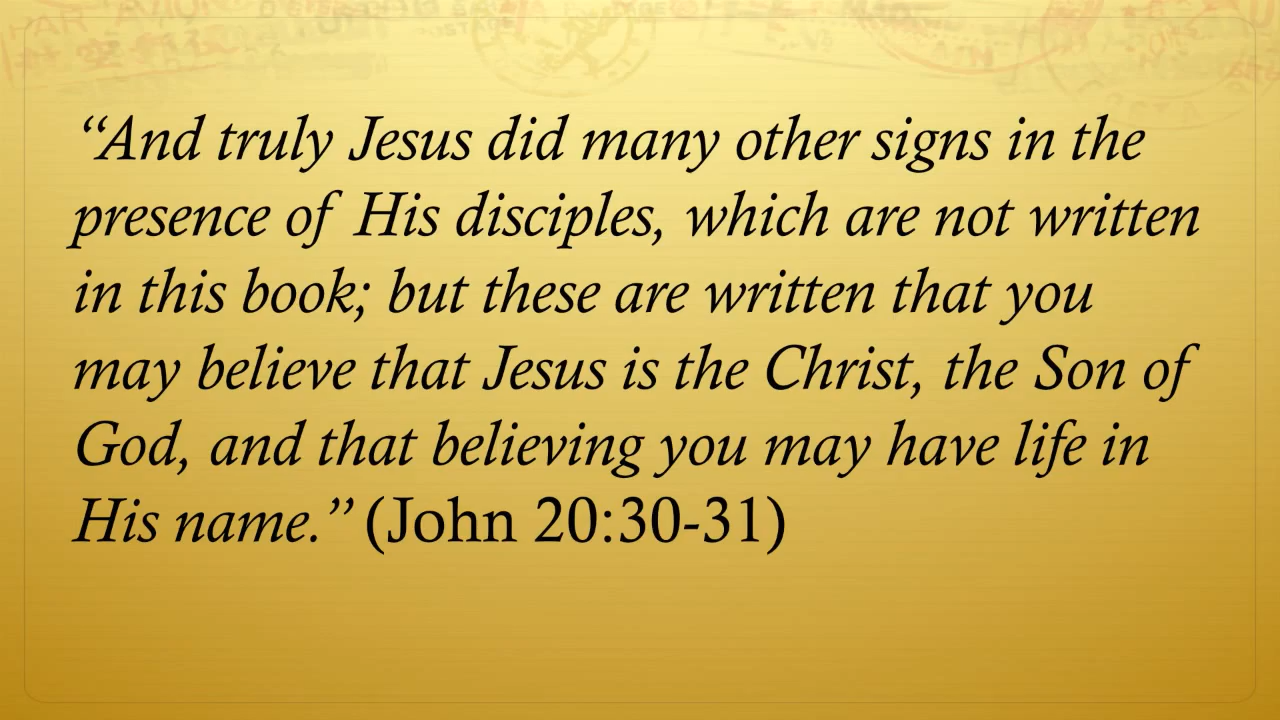 “And truly Jesus did many other signs in the
presence of His disciples, which are not written
in this book; but these are written that you
may believe that Jesus is the Christ, the Son of
God, and that believing you may have life in
His name.” (John 20:30-31)